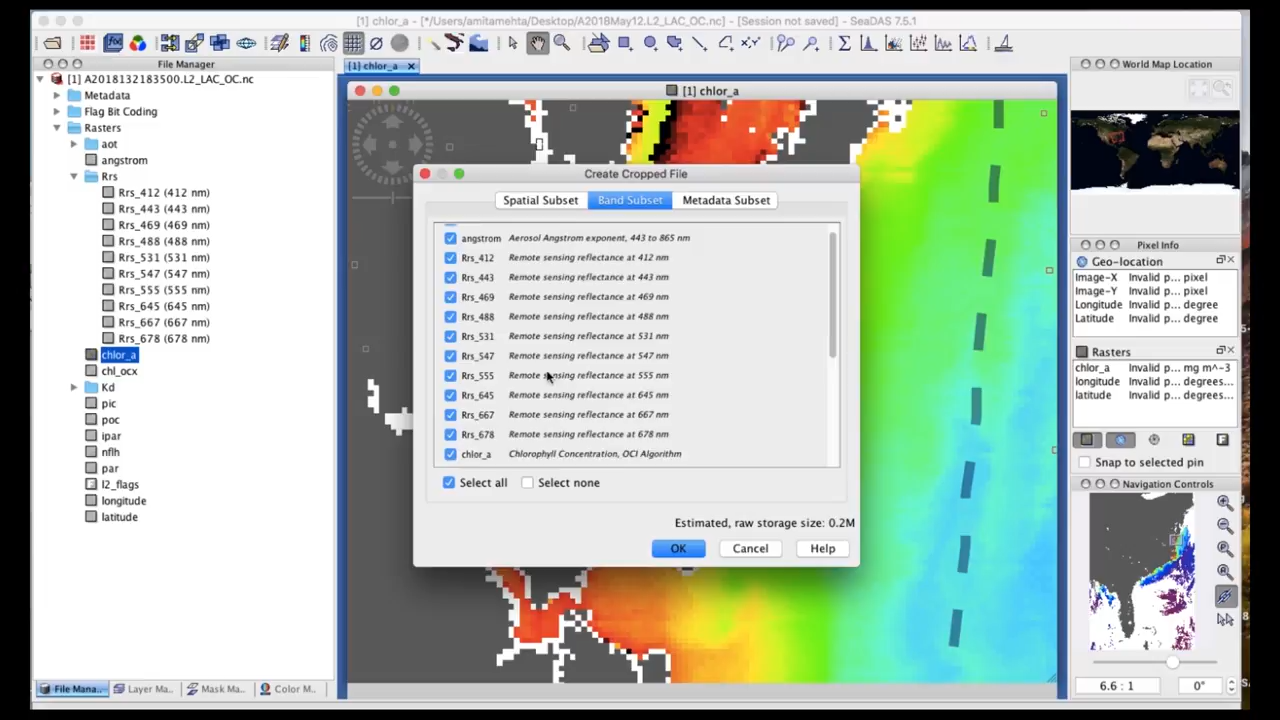 [1] chlor_a - [*/Users/amitamehta/Desktop/A2018May12.L2_LAC_OC.nc] - [Session not saved] - SeaDAS 7.5.1
File Manager
[1] A2018132183500.L2_LAC_OC.nc
Metadata
Flag Bit Coding
Rasters
aot
angstrom
Rrs
Rrs_412 (412 nm)
Rrs_443 (443 nm)
Rrs_469 (469 nm)
Rrs_488 (488 nm)
Rrs_531 (531 nm)
Rrs_547 (547 nm)
Rrs_555 (555 nm)
Rrs_645 (645 nm)
Rrs_667 (667 nm)
Rrs_678 (678 nm)
chlor_a
chl_ocx
Kd
pic
poc
ipar
nflh
par
l2_flags
longitude
latitude
File Mana... Layer Ma... Mask Ma... Color M...
[1] chlor_a
[1] chlor_a
Create Cropped File
Spatial Subset Band Subset Metadata Subset
angstrom Aerosol Angstrom exponent, 443 to 865 nm
Rrs_412 Remote sensing reflectance at 412 nm
Rrs_443 Remote sensing reflectance at 443 nm
Rrs_469 Remote sensing reflectance at 469 nm
Rrs_488 Remote sensing reflectance at 488 nm
Rrs_531 Remote sensing reflectance at 531 nm
Rrs_547 Remote sensing reflectance at 547 nm
Rrs_555 Remote sensing reflectance at 555 nm
Rrs_645 Remote sensing reflectance at 645 nm
Rrs_667 Remote sensing reflectance at 667 nm
Rrs_678 Remote sensing reflectance at 678 nm
chlor_a Chlorophyll Concentration, OCI Algorithm
Select all Select none
Estimated, raw storage size: 0.2M
OK Cancel Help
World Map Location
Pixel Info
Geo-location
Image-X Invalid p... pixel
Image-Y Invalid p... pixel
Longitude Invalid p... degree
Latitude Invalid p... degree
Rasters
chlor_a Invalid p... mg m^-3
longitude Invalid p... degrees...
latitude Invalid p... degrees...
Snap to selected pin
Navigation Controls
6.6 : 1 0°